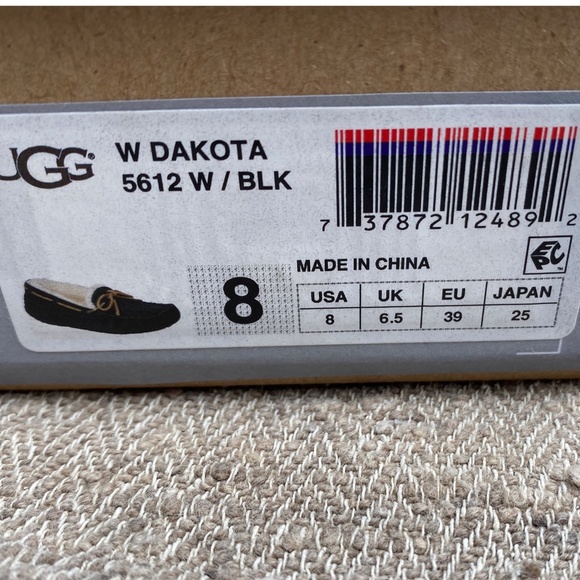 UGG®
W DAKOTA
5612 W / BLK
7 37872 12489 2
8
MADE IN CHINA
USA UK EU JAPAN
8 6.5 39 25